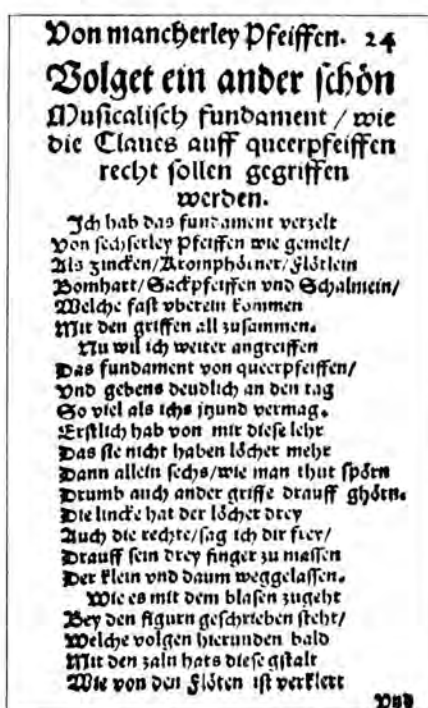 Von mancherley Pfeiffen. 24
Volget ein ander schön
Musicalisch fundament / wie
die Claues auff queerpfeiffen
recht sollen gegriffen
werden.
Ich hab das fundament verzelt
Von sechserley Pfeiffen wie gemelt/
Als zincken/Kromphörner/Flötlein
Bomhart/Sackpfeiffen vnd Schalmein/
Welche fast vberein kommen
Mit den griffen all zusammen.
Nu wil ich weiter angreiffen
Das fundament von queerpfeiffen/
Vnd gebens deudlich an den tag
So viel als ichs itzund vermag.
Erstlich hab von mir diese lehr
Das sie nicht haben löcher mehr
Dann allein sechs/wie man thut spörn
Drumb auch ander griffe drauff ghörn.
Die lincke hat der löcher drey
Auch die rechte/sag ich dir frey/
Drauff sein drey finger zu massen
Der klein vnd daum weggelassen.
Wie es mit dem blasen zugeht
Bey den figurn geschrieben steht/
Welche volgen hierunden bald
Mit den zaln hats diese gstalt
Wie von den Flöten ist verklert
Vnd